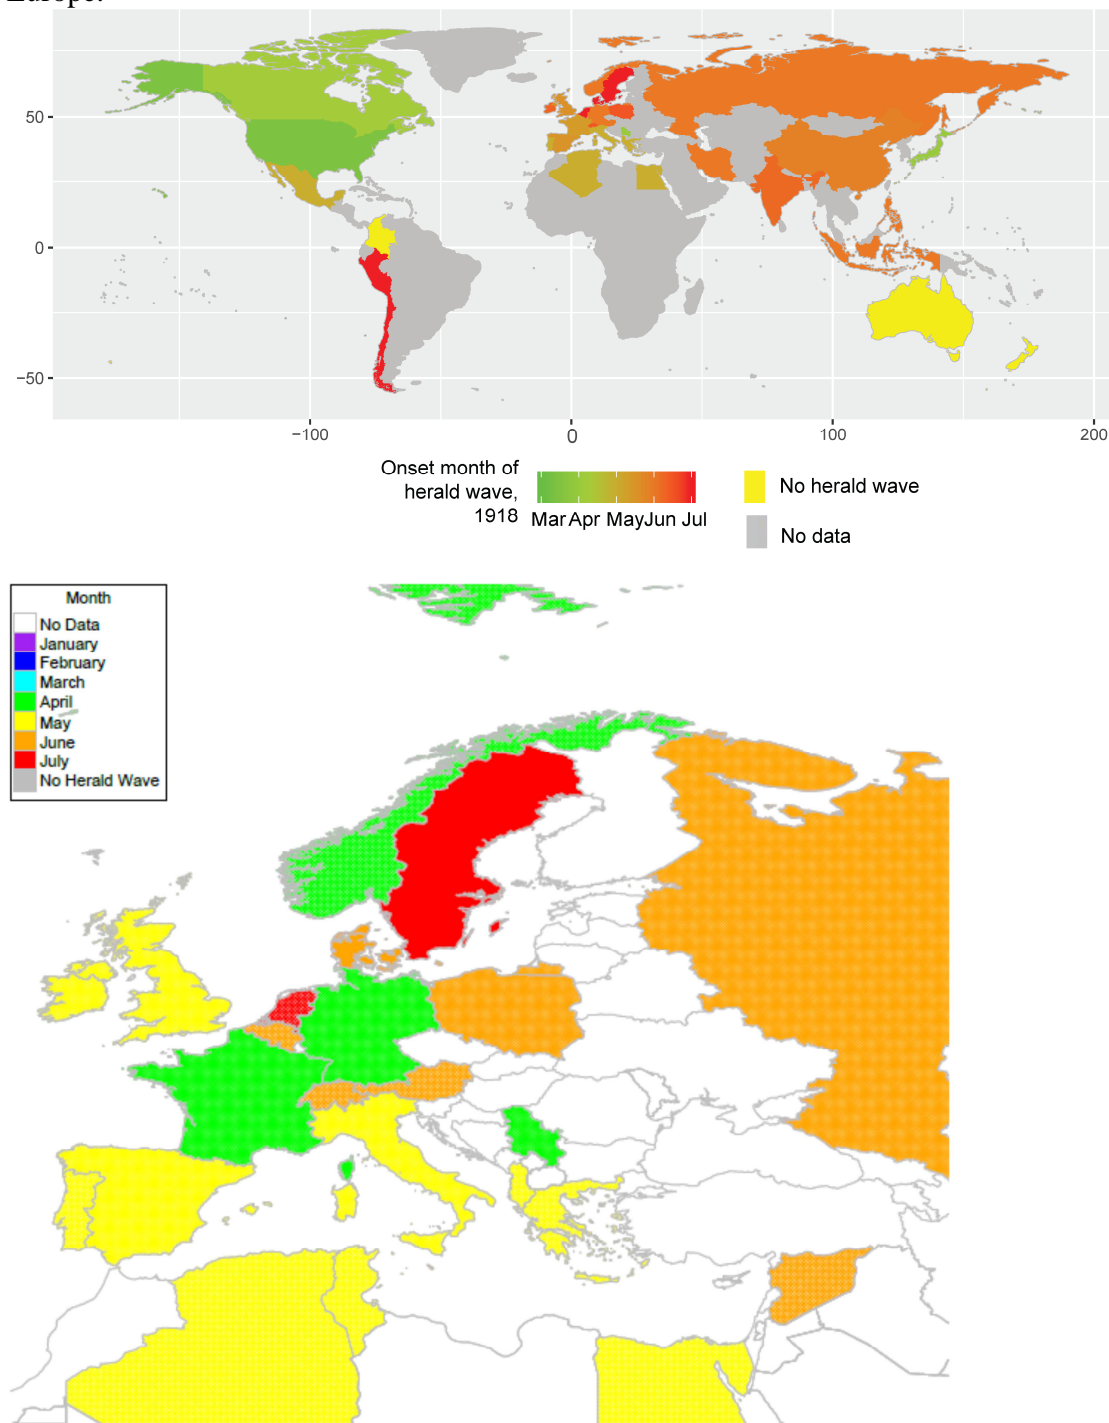 Europe.
50
0
−50
−100
0
100
200
Onset month of
herald wave,
1918
Mar Apr May Jun Jul
No herald wave
No data
Month
No Data
January
February
March
April
May
June
July
No Herald Wave